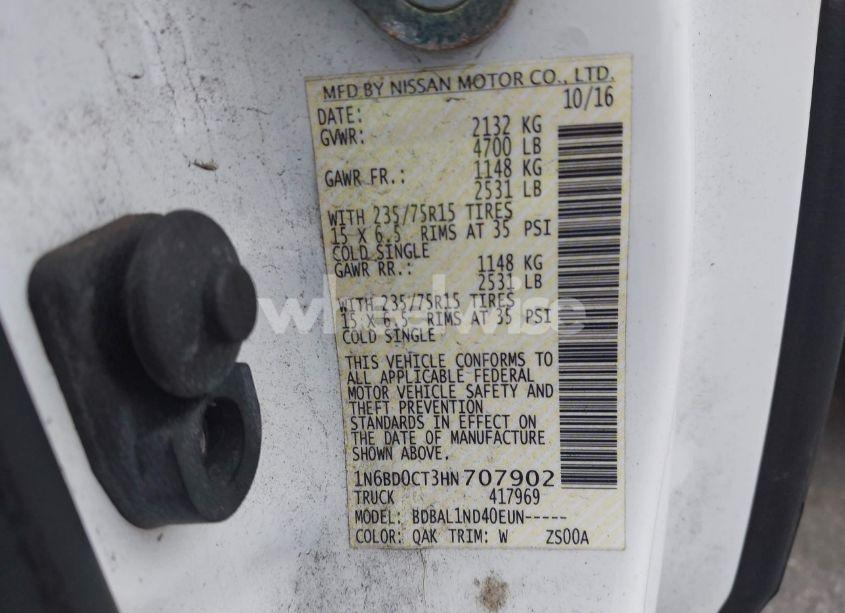 MFD BY NISSAN MOTOR CO., LTD.
DATE: 10/16
GVWR: 2132 KG
4700 LB
GAWR FR.: 1148 KG
2531 LB
WITH 235/75R15 TIRES
15 X 6.5 RIMS AT 35 PSI
COLD SINGLE
GAWR RR.: 1148 KG
2531 LB
WITH 235/75R15 TIRES
15 X 6.5 RIMS AT 35 PSI
COLD SINGLE
THIS VEHICLE CONFORMS TO
ALL APPLICABLE FEDERAL
MOTOR VEHICLE SAFETY AND
THEFT PREVENTION
STANDARDS IN EFFECT ON
THE DATE OF MANUFACTURE
SHOWN ABOVE.
1N6BD0CT3HN707902
TRUCK 417969
MODEL: BDBAL1ND40EUN-----
COLOR: QAK TRIM: W ZS00A
wheelwise